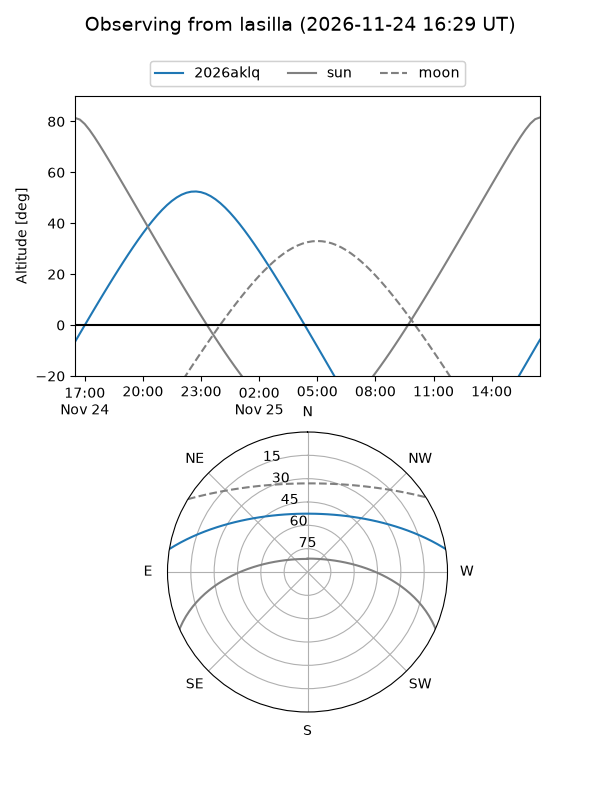 Observing from lasilla (2026-11-24 16:29 UT)
2026aklq sun moon
Altitude [deg]
80
60
40
20
0
−20
17:00 20:00 23:00 02:00 05:00 08:00 11:00 14:00
Nov 24 Nov 25
N
NE NW
15
30
45
60
75
E W
SE SW
S